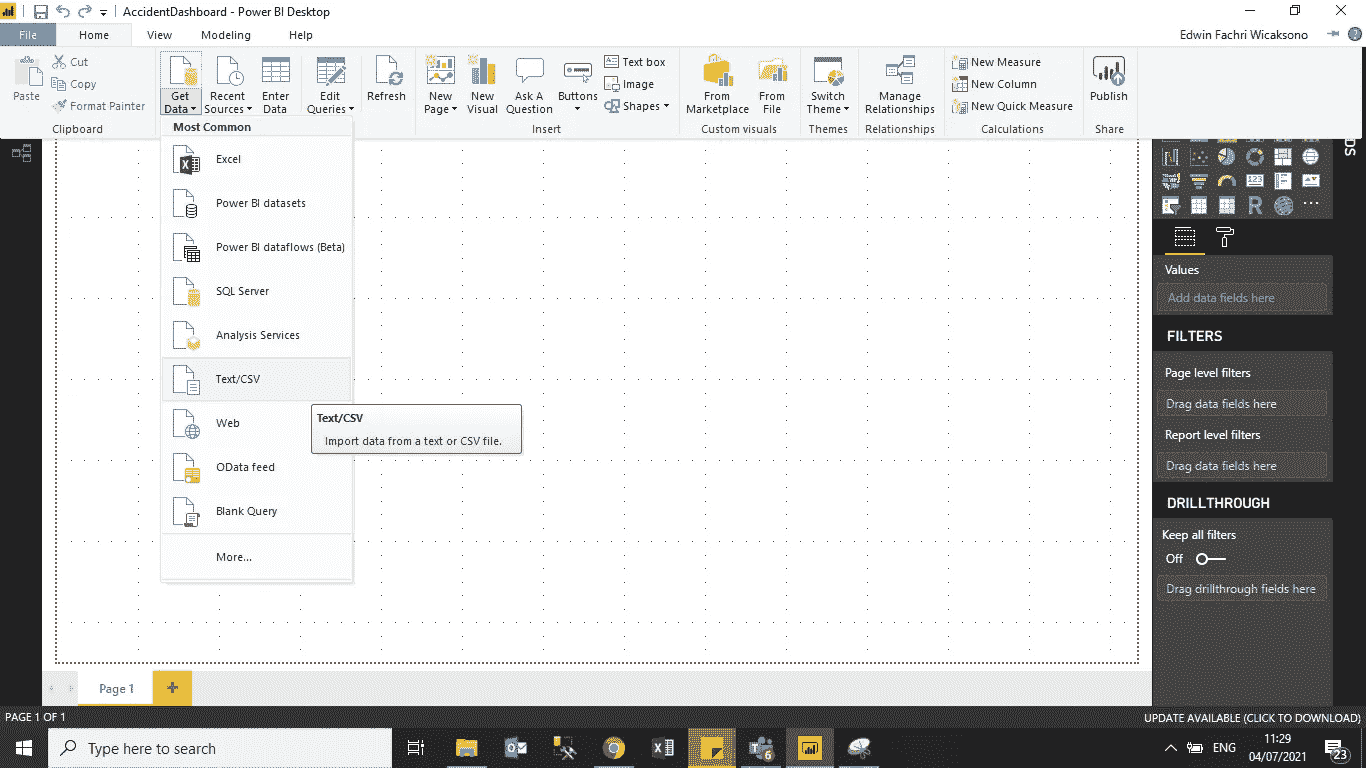 AccidentDashboard - Power BI Desktop
File Home View Modeling Help
Edwin Fachri Wicaksono
Paste
Cut
Copy
Format Painter
Clipboard
Get Data
Recent Sources
Enter Data
Edit Queries
Refresh
New Page
New Visual
Ask A Question
Buttons
Text box
Image
Shapes
Insert
From Marketplace
From File
Custom visuals
Switch Theme
Themes
Manage Relationships
Relationships
New Measure
New Column
New Quick Measure
Calculations
Publish
Share
Most Common
Excel
Power BI datasets
Power BI dataflows (Beta)
SQL Server
Analysis Services
Text/CSV
Web
OData feed
Blank Query
More...
Text/CSV
Import data from a text or CSV file.
DS
123
R
Values
Add data fields here
FILTERS
Page level filters
Drag data fields here
Report level filters
Drag data fields here
DRILLTHROUGH
Keep all filters
Off
Drag drillthrough fields here
Page 1
PAGE 1 OF 1
UPDATE AVAILABLE (CLICK TO DOWNLOAD)
Type here to search
6
ENG
11:29
04/07/2021
23